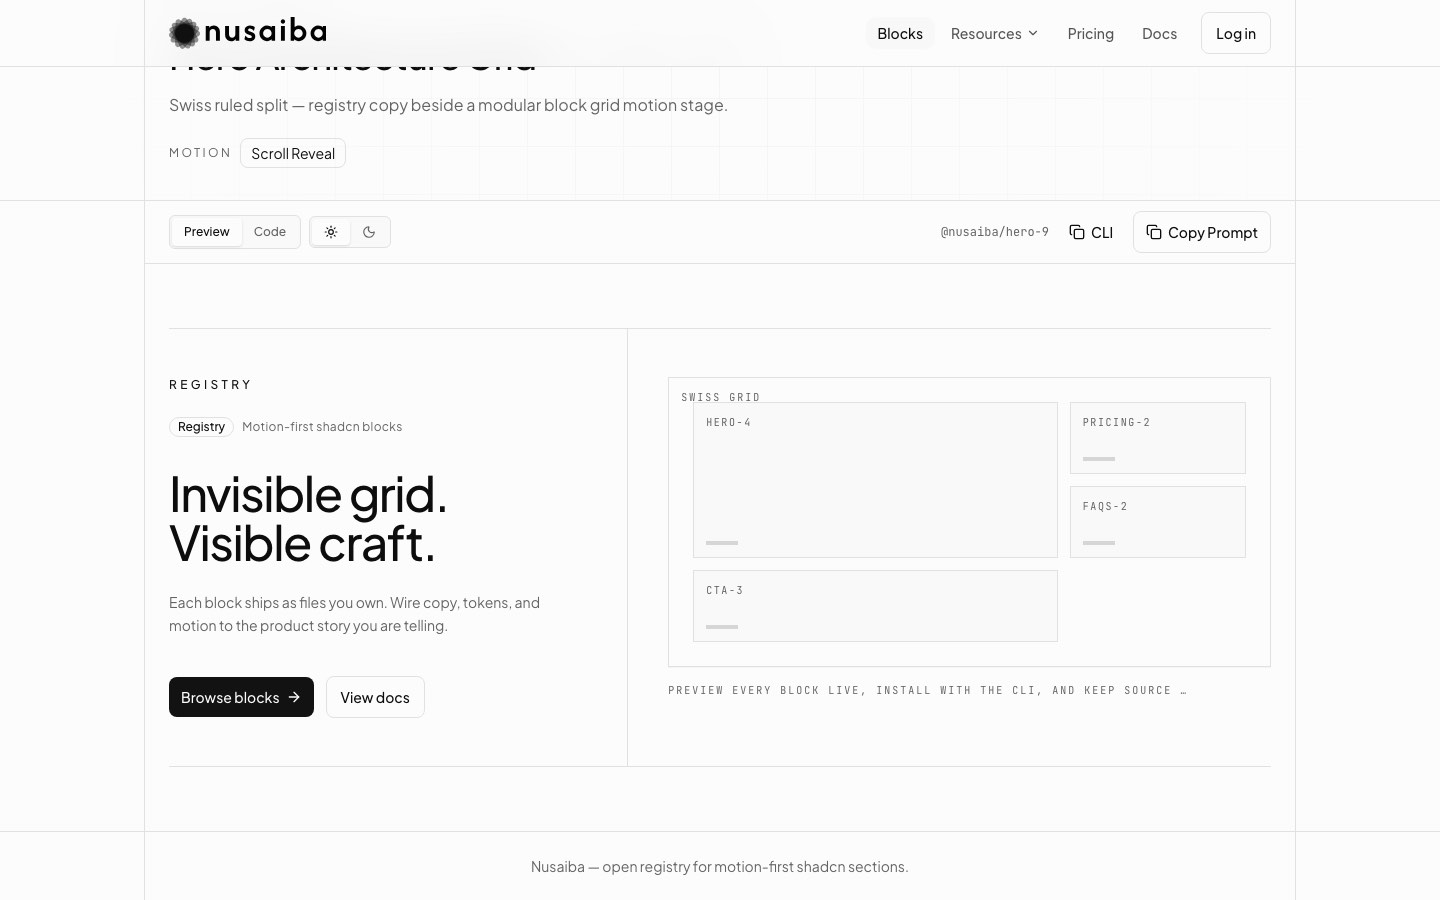 nusaiba
Blocks
Resources
Pricing
Docs
Log in
Hero Architecture Grid
Swiss ruled split — registry copy beside a modular block grid motion stage.
MOTION
Scroll Reveal
Preview
Code
@nusaiba/hero-9
CLI
Copy Prompt
REGISTRY
Registry
Motion-first shadcn blocks
Invisible grid.
Visible craft.
Each block ships as files you own. Wire copy, tokens, and
motion to the product story you are telling.
Browse blocks
View docs
SWISS GRID
HERO-4
PRICING-2
FAQS-2
CTA-3
PREVIEW EVERY BLOCK LIVE, INSTALL WITH THE CLI, AND KEEP SOURCE …
Nusaiba — open registry for motion-first shadcn sections.